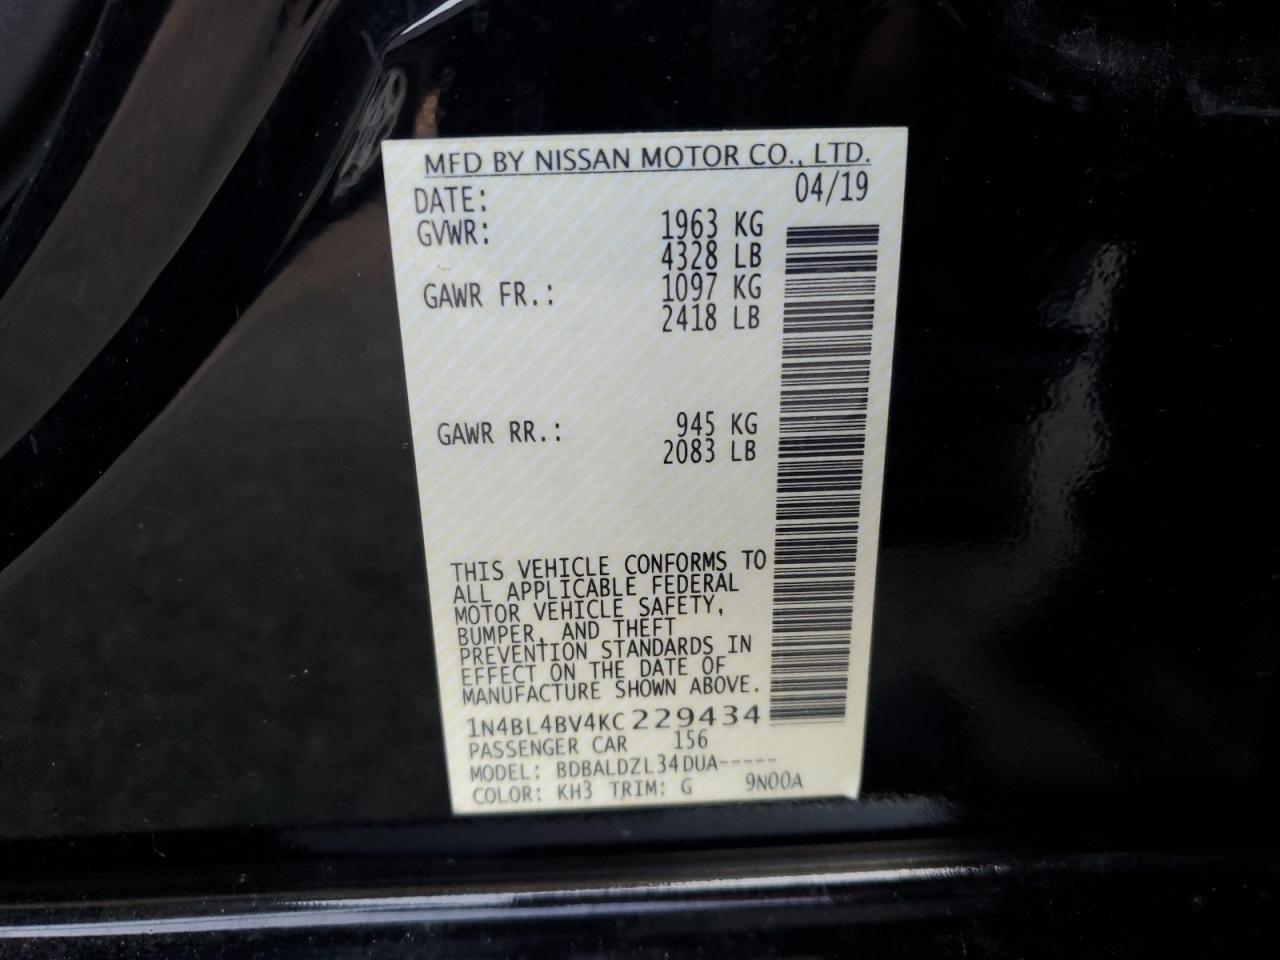 MFD BY NISSAN MOTOR CO., LTD.
DATE: 04/19
GVWR: 1963 KG
4328 LB
GAWR FR.: 1097 KG
2418 LB
GAWR RR.: 945 KG
2083 LB
THIS VEHICLE CONFORMS TO
ALL APPLICABLE FEDERAL
MOTOR VEHICLE SAFETY,
BUMPER, AND THEFT
PREVENTION STANDARDS IN
EFFECT ON THE DATE OF
MANUFACTURE SHOWN ABOVE.
1N4BL4BV4KC229434
PASSENGER CAR 156
MODEL: BDBALDZL34DUA-----
COLOR: KH3 TRIM: G 9N00A